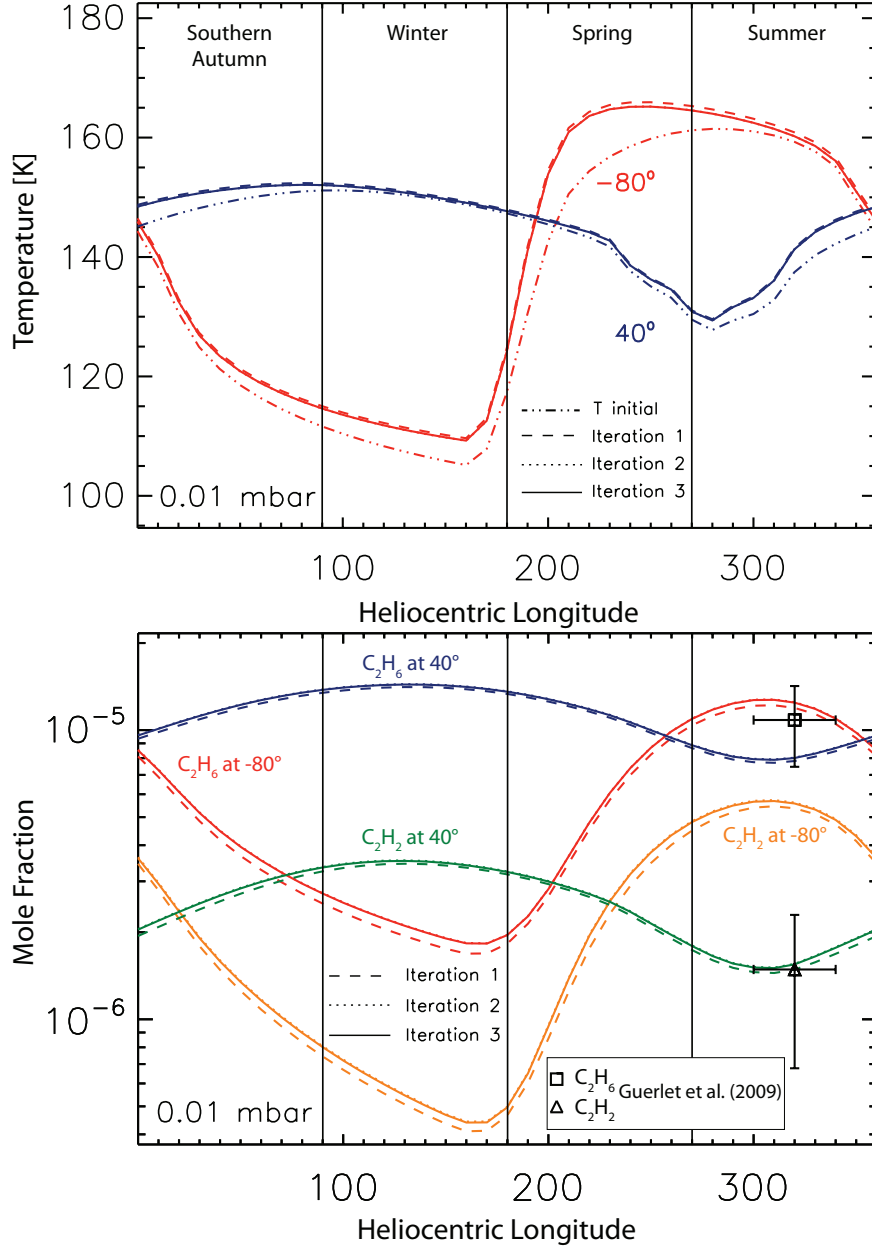 180
Southern
Autumn
Winter
Spring
Summer
160
−80°
140
40°
120
T initial
Iteration 1
Iteration 2
Iteration 3
100
0.01 mbar
Temperature [K]
100
200
300
Heliocentric Longitude
C₂H₆ at 40°
10⁻⁵
C₂H₆ at -80°
C₂H₂ at 40°
C₂H₂ at -80°
Mole Fraction
Iteration 1
Iteration 2
Iteration 3
10⁻⁶
C₂H₆
Guerlet et al. (2009)
C₂H₂
0.01 mbar
100
200
300
Heliocentric Longitude